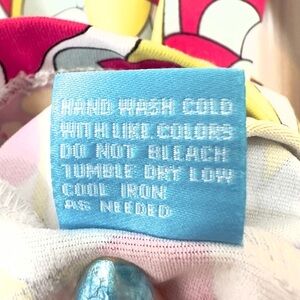 HAND WASH COLD
WITH LIKE COLORS
DO NOT BLEACH
TUMBLE DRY LOW
COOL IRON
AS NEEDED